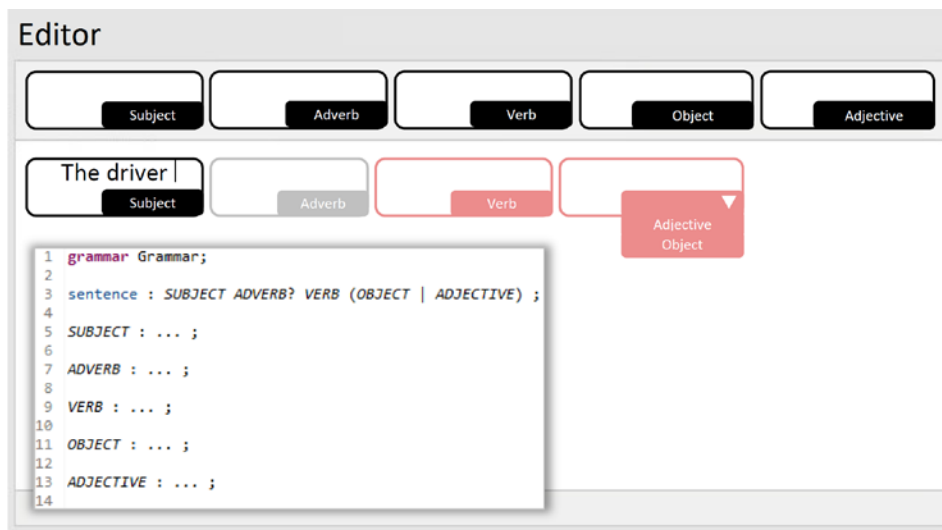 Editor
Subject Adverb Verb Object Adjective
The driver
Subject Adverb Verb
Adjective
Object
1 grammar Grammar;
2
3 sentence : SUBJECT ADVERB? VERB (OBJECT | ADJECTIVE) ;
4
5 SUBJECT : ... ;
6
7 ADVERB : ... ;
8
9 VERB : ... ;
10
11 OBJECT : ... ;
12
13 ADJECTIVE : ... ;
14